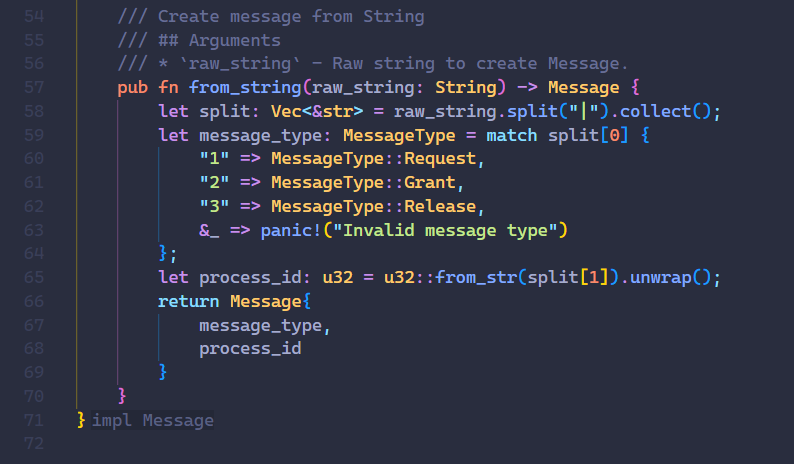 54 /// Create message from String
55 /// ## Arguments
56 /// * `raw_string` - Raw string to create Message.
57 pub fn from_string(raw_string: String) -> Message {
58 let split: Vec<&str> = raw_string.split("|").collect();
59 let message_type: MessageType = match split[0] {
60 "1" => MessageType::Request,
61 "2" => MessageType::Grant,
62 "3" => MessageType::Release,
63 &_ => panic!("Invalid message type")
64 };
65 let process_id: u32 = u32::from_str(split[1]).unwrap();
66 return Message{
67 message_type,
68 process_id
69 }
70 }
71 } impl Message
72